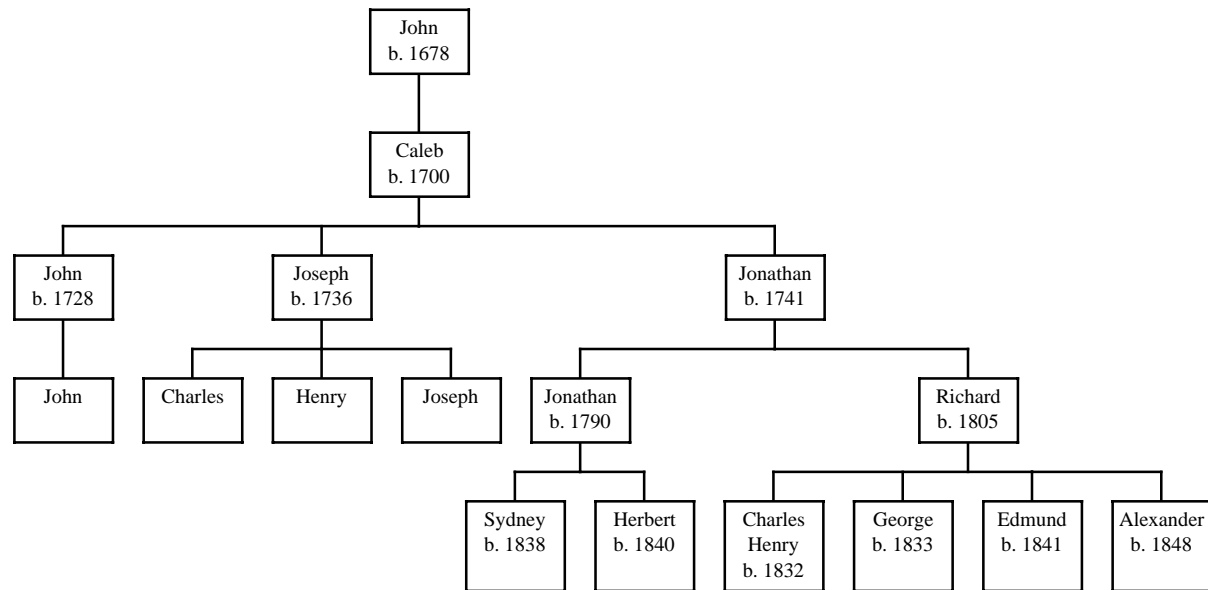 John
b. 1678
Caleb
b. 1700
John
b. 1728
Joseph
b. 1736
Jonathan
b. 1741
John
Charles
Henry
Joseph
Jonathan
b. 1790
Richard
b. 1805
Sydney
b. 1838
Herbert
b. 1840
Charles
Henry
b. 1832
George
b. 1833
Edmund
b. 1841
Alexander
b. 1848